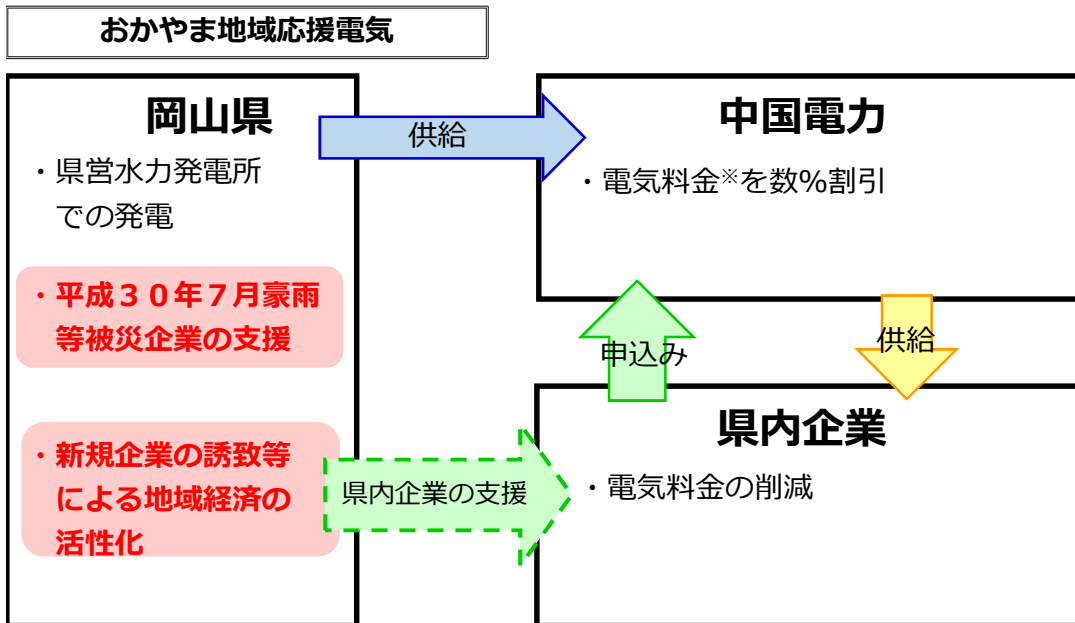 おかやま地域応援電気
岡山県
・県営水力発電所
での発電
・平成３０年７月豪雨
等被災企業の支援
・新規企業の誘致等
による地域経済の
活性化
供給
中国電力
・電気料金※を数%割引
申込み
供給
県内企業の支援
県内企業
・電気料金の削減